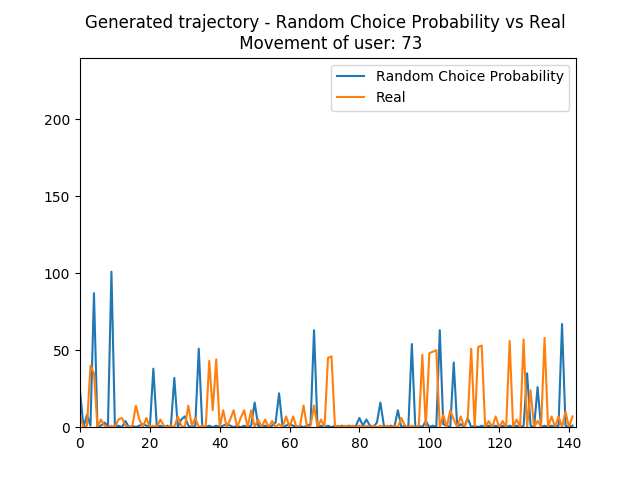 Generated trajectory - Random Choice Probability vs Real
Movement of user: 73
Random Choice Probability
Real
200
150
100
50
0
0 20 40 60 80 100 120 140